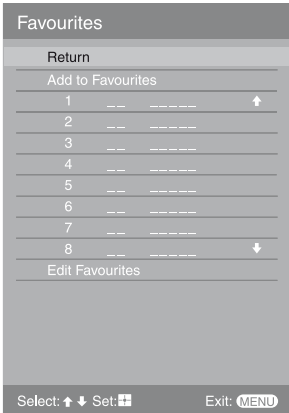 Favourites
Return
Add to Favourites
1 _ _ _ _ _ _ _
2 _ _ _ _ _ _ _
3 _ _ _ _ _ _ _
4 _ _ _ _ _ _ _
5 _ _ _ _ _ _ _
6 _ _ _ _ _ _ _
7 _ _ _ _ _ _ _
8 _ _ _ _ _ _ _
Edit Favourites
Select: Set: Exit: MENU